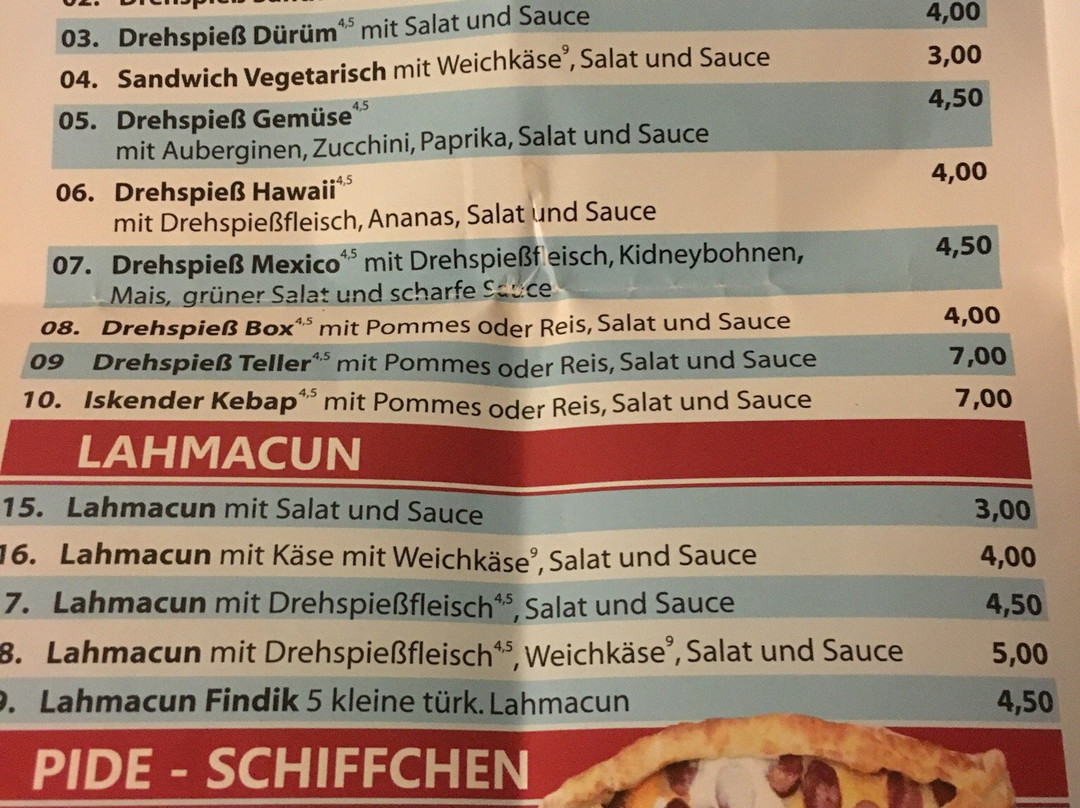 03. Drehspieß Dürüm4,5 mit Salat und Sauce 4,00
04. Sandwich Vegetarisch mit Weichkäse9, Salat und Sauce 3,00
05. Drehspieß Gemüse4,5 4,50
mit Auberginen, Zucchini, Paprika, Salat und Sauce
06. Drehspieß Hawaii4,5 4,00
mit Drehspießfleisch, Ananas, Salat und Sauce
07. Drehspieß Mexico4,5 mit Drehspießfleisch, Kidneybohnen, 4,50
Mais, grüner Salat und scharfe Sauce
08. Drehspieß Box4,5 mit Pommes oder Reis, Salat und Sauce 4,00
09 Drehspieß Teller4,5 mit Pommes oder Reis, Salat und Sauce 7,00
10. Iskender Kebap4,5 mit Pommes oder Reis, Salat und Sauce 7,00
LAHMACUN
15. Lahmacun mit Salat und Sauce 3,00
16. Lahmacun mit Käse mit Weichkäse9, Salat und Sauce 4,00
7. Lahmacun mit Drehspießfleisch4,5, Salat und Sauce 4,50
8. Lahmacun mit Drehspießfleisch4,5, Weichkäse9, Salat und Sauce 5,00
9. Lahmacun Findik 5 kleine türk. Lahmacun 4,50
PIDE - SCHIFFCHEN